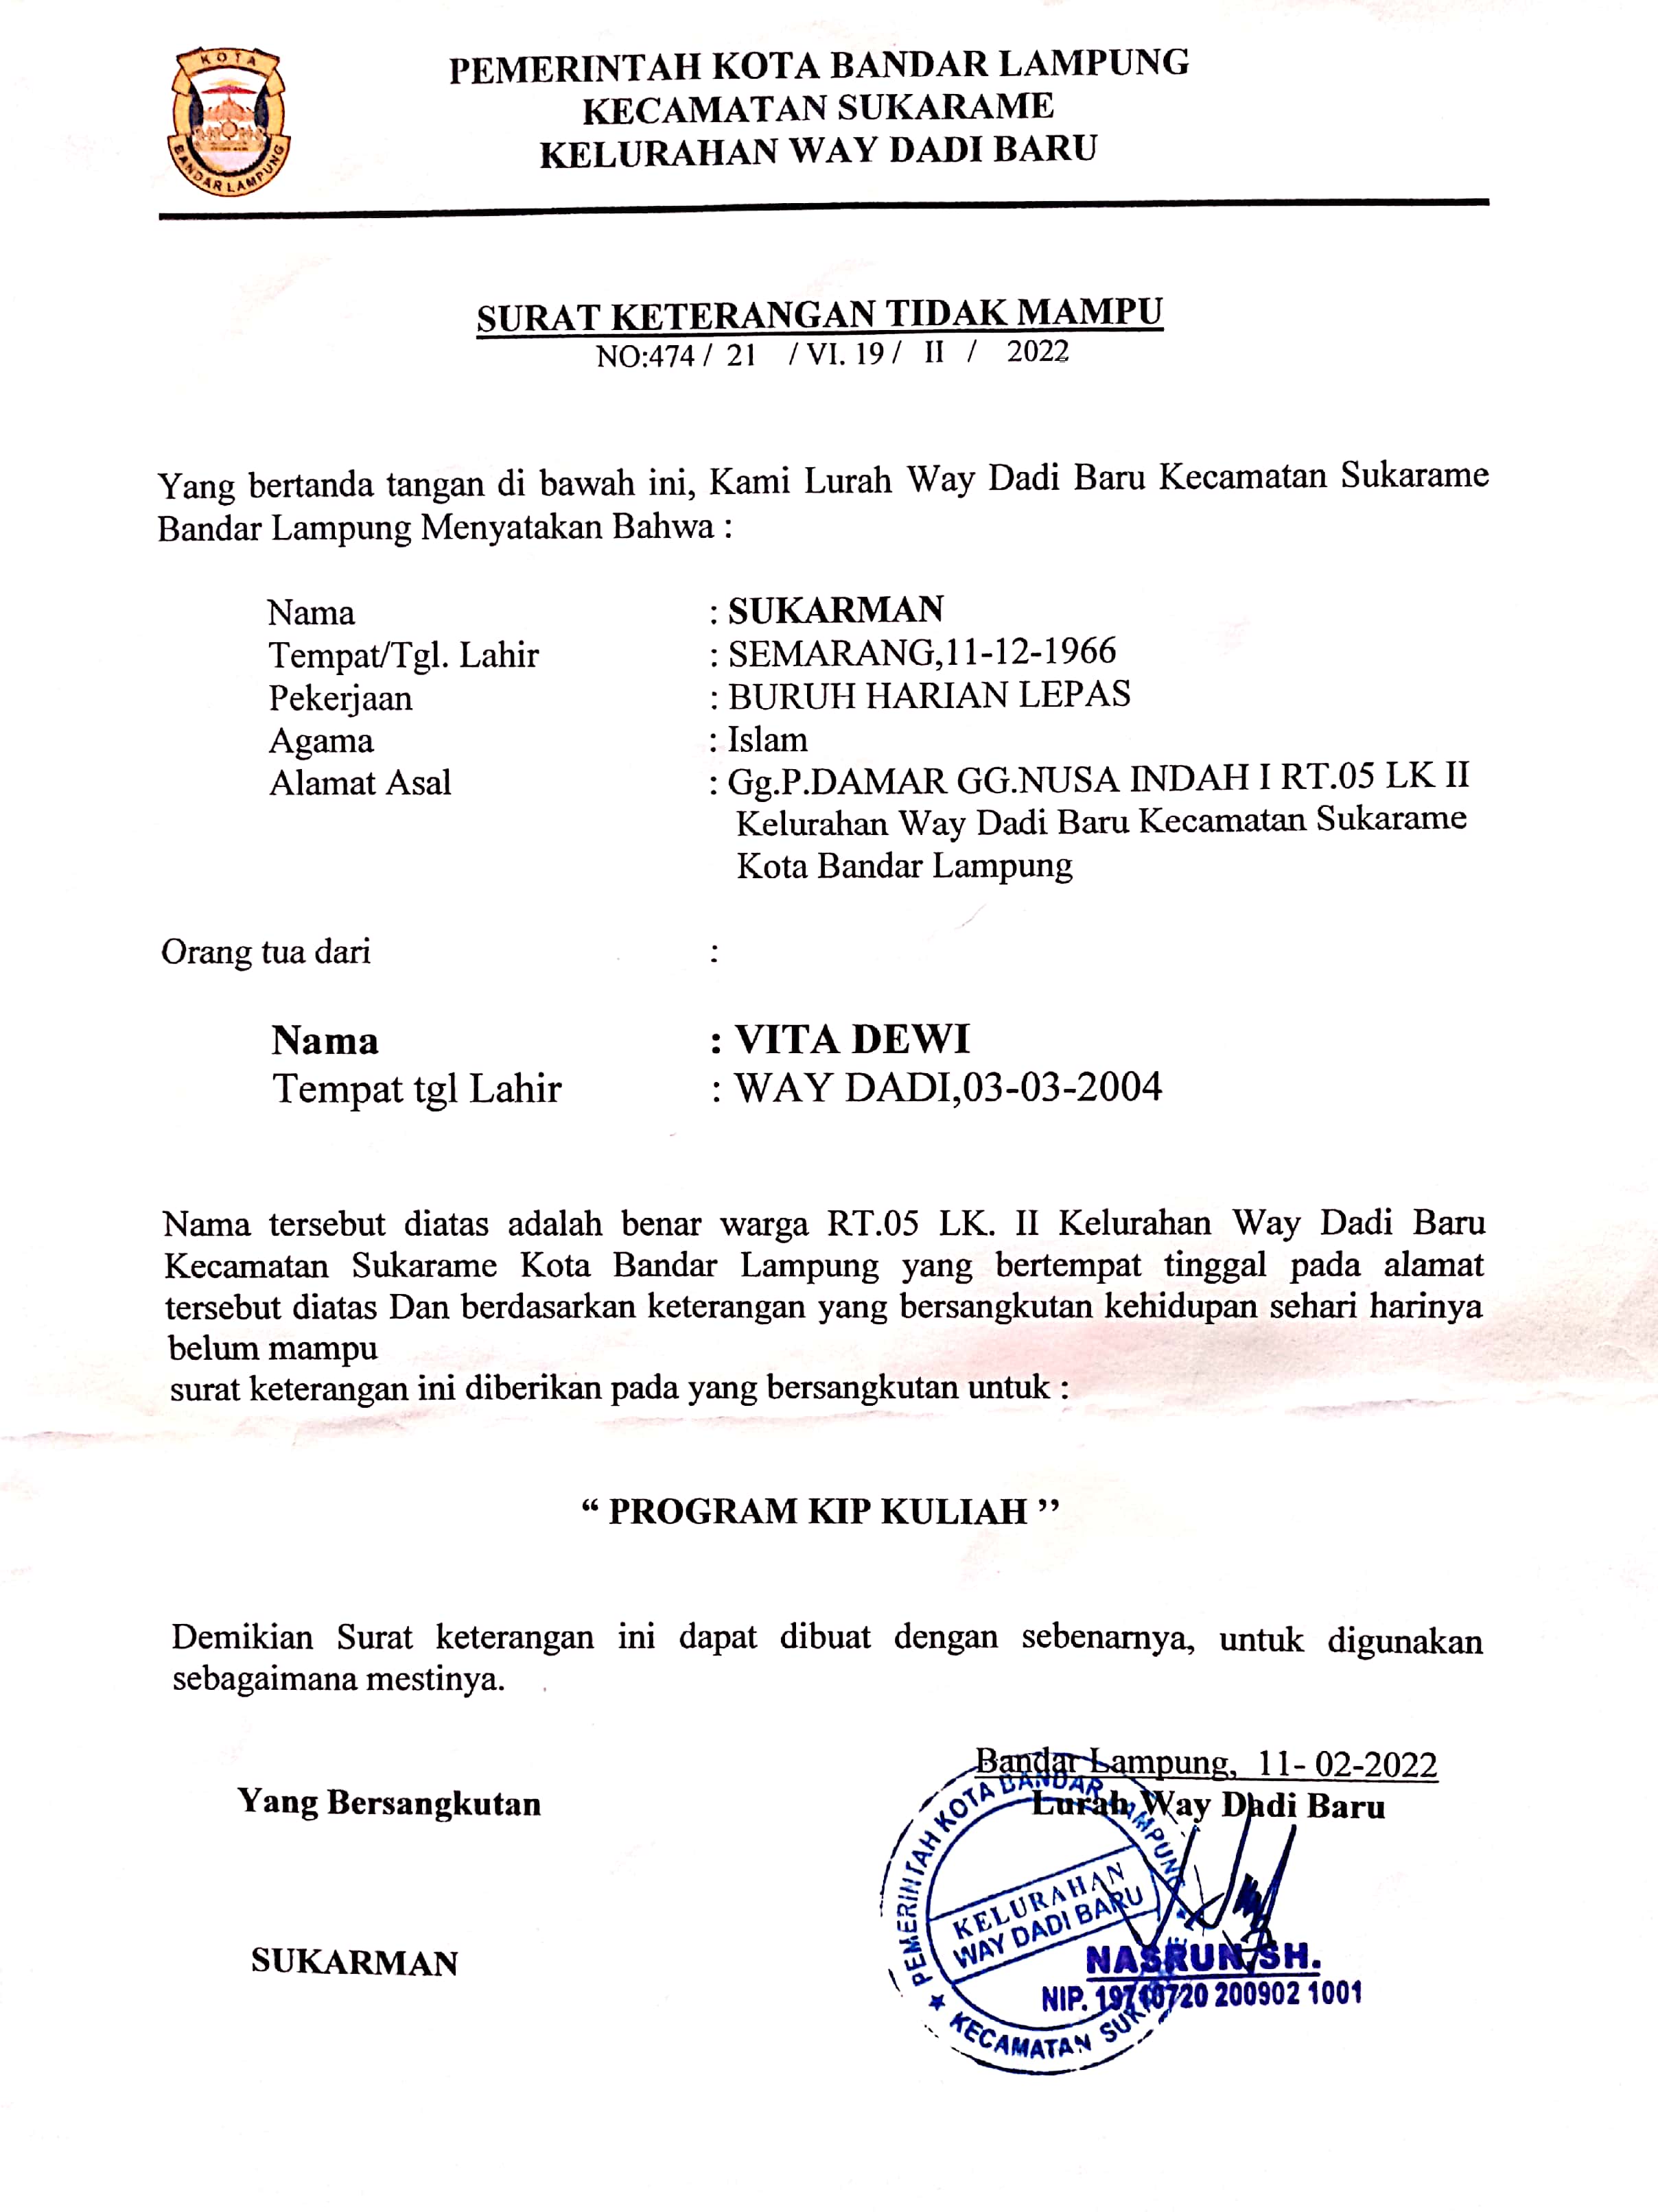 KOTA
BANDAR LAMPUNG
PEMERINTAH KOTA BANDAR LAMPUNG
KECAMATAN SUKARAME
KELURAHAN WAY DADI BARU
SURAT KETERANGAN TIDAK MAMPU
NO:474 / 21 / VI. 19 / II / 2022
Yang bertanda tangan di bawah ini, Kami Lurah Way Dadi Baru Kecamatan Sukarame
Bandar Lampung Menyatakan Bahwa :
Nama : SUKARMAN
Tempat/Tgl. Lahir : SEMARANG,11-12-1966
Pekerjaan : BURUH HARIAN LEPAS
Agama : Islam
Alamat Asal : Gg.P.DAMAR GG.NUSA INDAH I RT.05 LK II
Kelurahan Way Dadi Baru Kecamatan Sukarame
Kota Bandar Lampung
Orang tua dari :
Nama : VITA DEWI
Tempat tgl Lahir : WAY DADI,03-03-2004
Nama tersebut diatas adalah benar warga RT.05 LK. II Kelurahan Way Dadi Baru
Kecamatan Sukarame Kota Bandar Lampung yang bertempat tinggal pada alamat
tersebut diatas Dan berdasarkan keterangan yang bersangkutan kehidupan sehari harinya
belum mampu
surat keterangan ini diberikan pada yang bersangkutan untuk :
“ PROGRAM KIP KULIAH ’’
Demikian Surat keterangan ini dapat dibuat dengan sebenarnya, untuk digunakan
sebagaimana mestinya.
Bandar Lampung, 11- 02-2022
Yang Bersangkutan
Lurah Way Dadi Baru
PEMERINTAH KOTA BANDAR LAMPUNG
KELURAHAN
WAY DADI BARU
★ KECAMATAN
SUKARMAN
NASRUN,SH.
NIP. 19710720 200902 1001